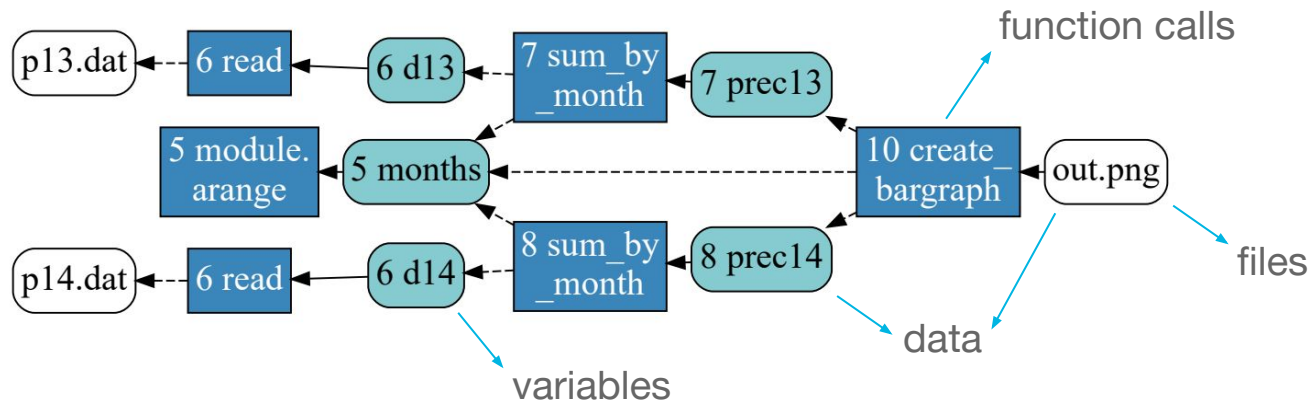 function calls
p13.dat
6 read
6 d13
7 sum_by
_month
7 prec13
5 module.
arange
5 months
10 create_
bargraph
out.png
p14.dat
6 read
6 d14
8 sum_by
_month
8 prec14
files
data
variables